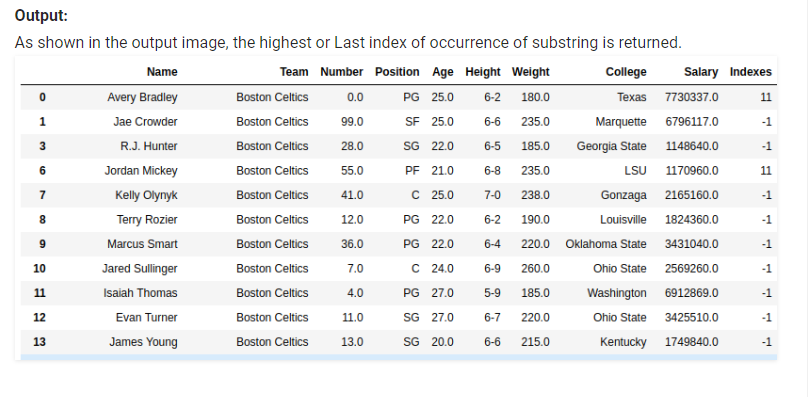 Output:
As shown in the output image, the highest or Last index of occurrence of substring is returned.
Name Team Number Position Age Height Weight College Salary Indexes
0 Avery Bradley Boston Celtics 0.0 PG 25.0 6-2 180.0 Texas 7730337.0 11
1 Jae Crowder Boston Celtics 99.0 SF 25.0 6-6 235.0 Marquette 6796117.0 -1
3 R.J. Hunter Boston Celtics 28.0 SG 22.0 6-5 185.0 Georgia State 1148640.0 -1
6 Jordan Mickey Boston Celtics 55.0 PF 21.0 6-8 235.0 LSU 1170960.0 11
7 Kelly Olynyk Boston Celtics 41.0 C 25.0 7-0 238.0 Gonzaga 2165160.0 -1
8 Terry Rozier Boston Celtics 12.0 PG 22.0 6-2 190.0 Louisville 1824360.0 -1
9 Marcus Smart Boston Celtics 36.0 PG 22.0 6-4 220.0 Oklahoma State 3431040.0 -1
10 Jared Sullinger Boston Celtics 7.0 C 24.0 6-9 260.0 Ohio State 2569260.0 -1
11 Isaiah Thomas Boston Celtics 4.0 PG 27.0 5-9 185.0 Washington 6912869.0 -1
12 Evan Turner Boston Celtics 11.0 SG 27.0 6-7 220.0 Ohio State 3425510.0 -1
13 James Young Boston Celtics 13.0 SG 20.0 6-6 215.0 Kentucky 1749840.0 -1